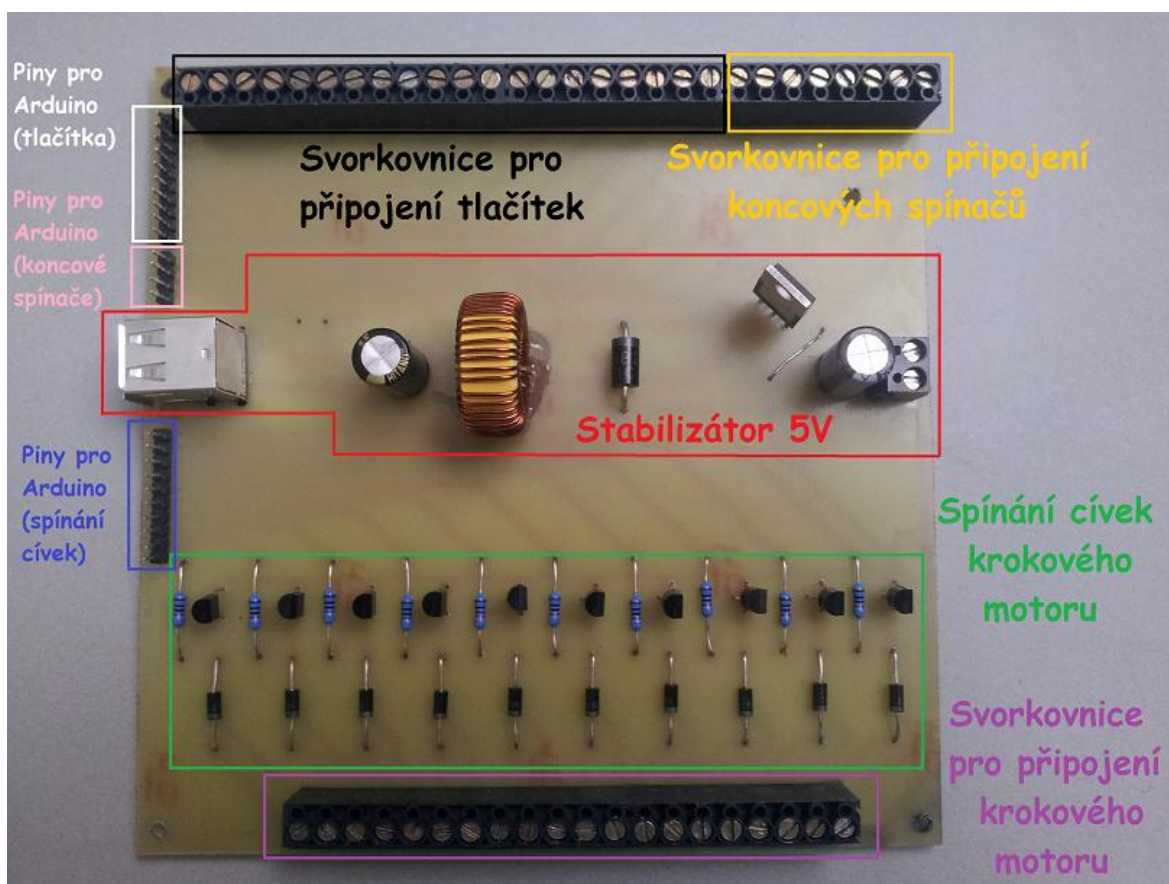 Piny pro
Arduino
(tlačítka)
Svorkovnice pro
připojení tlačítek
Svorkovnice pro připojení
koncových spínačů
Piny pro
Arduino
(koncové
spínače)
Stabilizátor 5V
Piny pro
Arduino
(spínání
cívek)
Spínání cívek
krokového
motoru
Svorkovnice
pro připojení
krokového
motoru